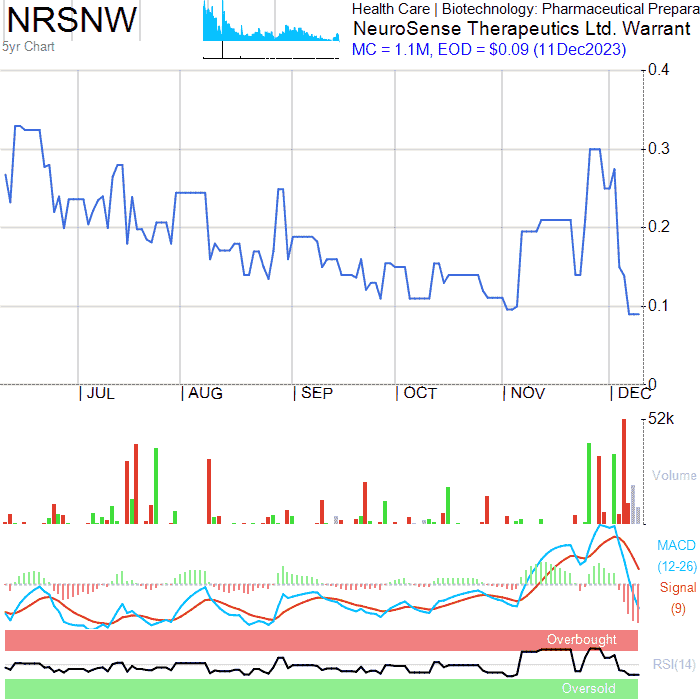 NRSNW
Health Care | Biotechnology: Pharmaceutical Prepara
NeuroSense Therapeutics Ltd. Warrant
5yr Chart
MC = 1.1M, EOD = $0.09 (11Dec2023)
0.4
0.3
0.2
0.1
0
| JUL | AUG | SEP | OCT | NOV | DEC
52k
Volume
MACD
(12-26)
Signal
(9)
Overbought
RSI(14)
Oversold